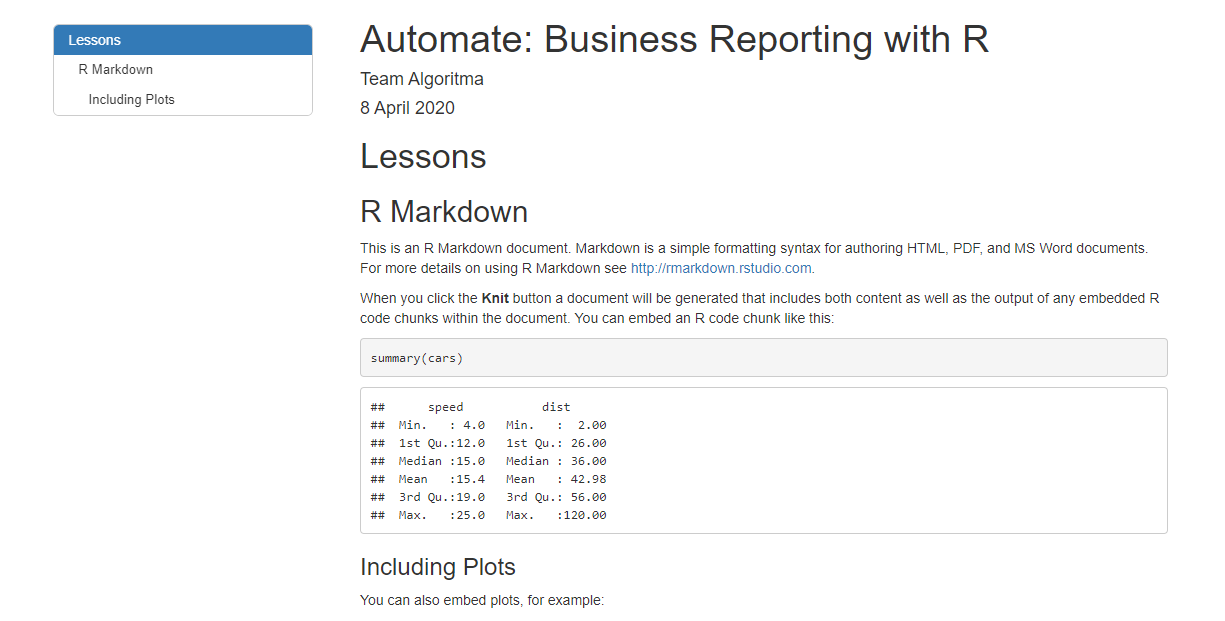 Lessons
R Markdown
Including Plots
Automate: Business Reporting with R
Team Algoritma
8 April 2020
Lessons
R Markdown
This is an R Markdown document. Markdown is a simple formatting syntax for authoring HTML, PDF, and MS Word documents.
For more details on using R Markdown see http://rmarkdown.rstudio.com.
When you click the Knit button a document will be generated that includes both content as well as the output of any embedded R
code chunks within the document. You can embed an R code chunk like this:
summary(cars)
##      speed           dist
##  Min.   : 4.0   Min.   :  2.00
##  1st Qu.:12.0   1st Qu.: 26.00
##  Median :15.0   Median : 36.00
##  Mean   :15.4   Mean   : 42.98
##  3rd Qu.:19.0   3rd Qu.: 56.00
##  Max.   :25.0   Max.   :120.00
Including Plots
You can also embed plots, for example: